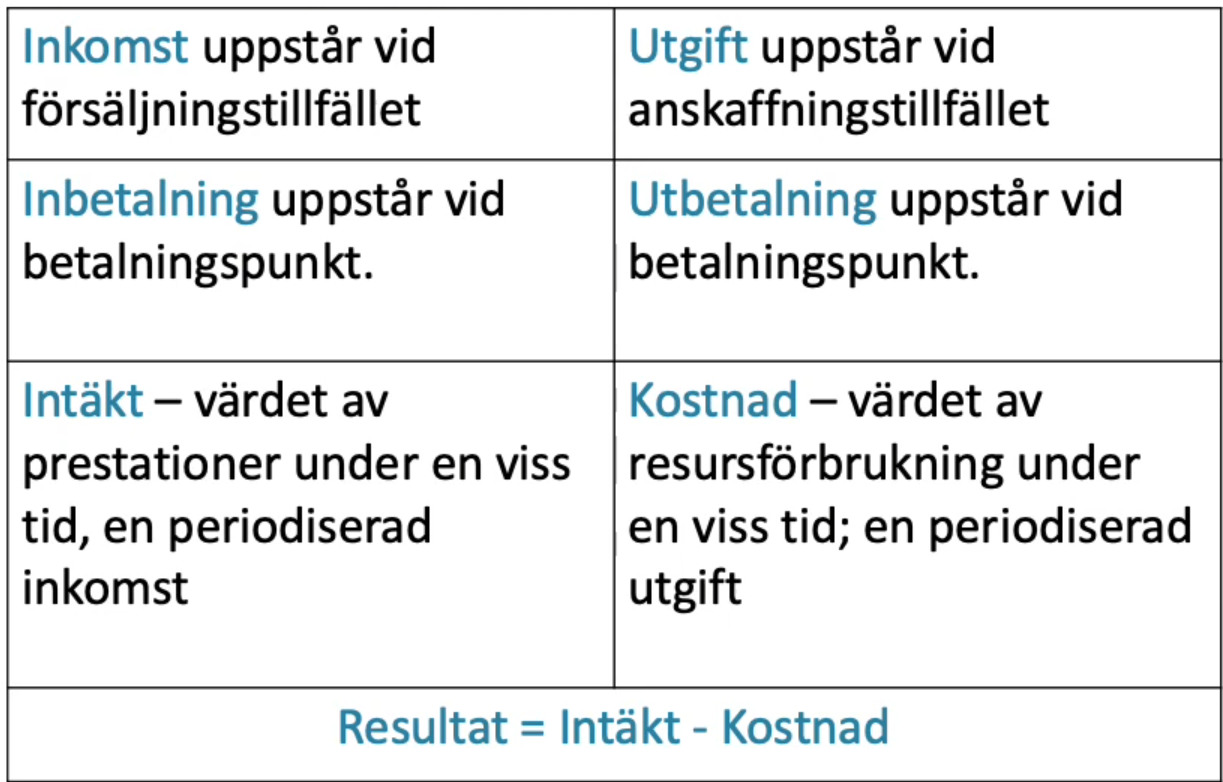 Inkomst uppstår vid
försäljningstillfället
Utgift uppstår vid
anskaffningstillfället
Inbetalning uppstår vid
betalningspunkt.
Utbetalning uppstår vid
betalningspunkt.
Intäkt – värdet av
prestationer under en viss
tid, en periodiserad
inkomst
Kostnad – värdet av
resursförbrukning under
en viss tid; en periodiserad
utgift
Resultat = Intäkt - Kostnad